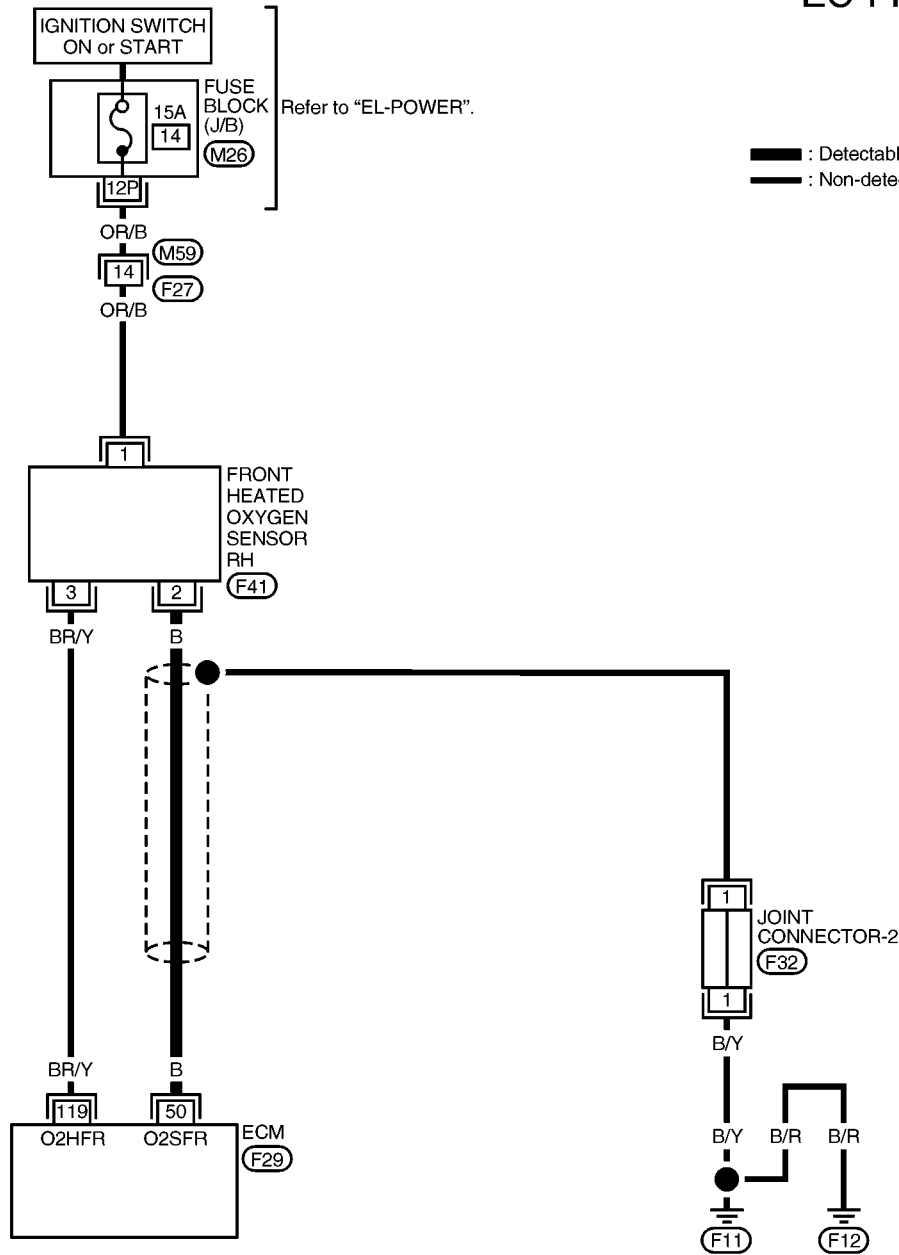 IGNITION SWITCH
ON or START
FUSE
BLOCK
(J/B)
M26
15A
14
Refer to “EL-POWER”.
: Detectabl
: Non-dete
12P
OR/B
M59
14
F27
OR/B
1
FRONT
HEATED
OXYGEN
SENSOR
RH
F41
3 2
BR/Y B
1
JOINT
CONNECTOR-2
F32
1
B/Y
BR/Y B
119 50
O2HFR O2SFR
ECM
F29
B/Y B/R B/R
F11 F12